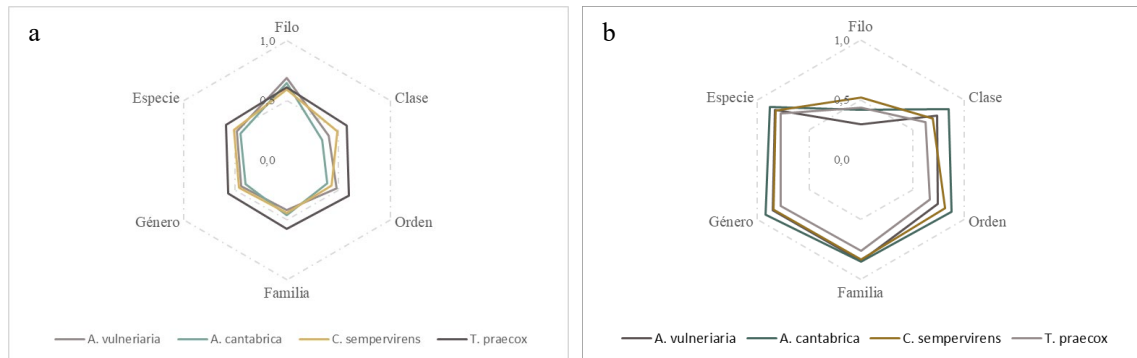 a
Filo
1,0
Especie
0,5
Clase
0,0
Género
Orden
Familia
A. vulneriaria A. cantabrica C. sempervirens T. praecox
b
Filo
1,0
Especie
0,5
Clase
0,0
Género
Orden
Familia
A. vulneriaria A. cantabrica C. sempervirens T. praecox